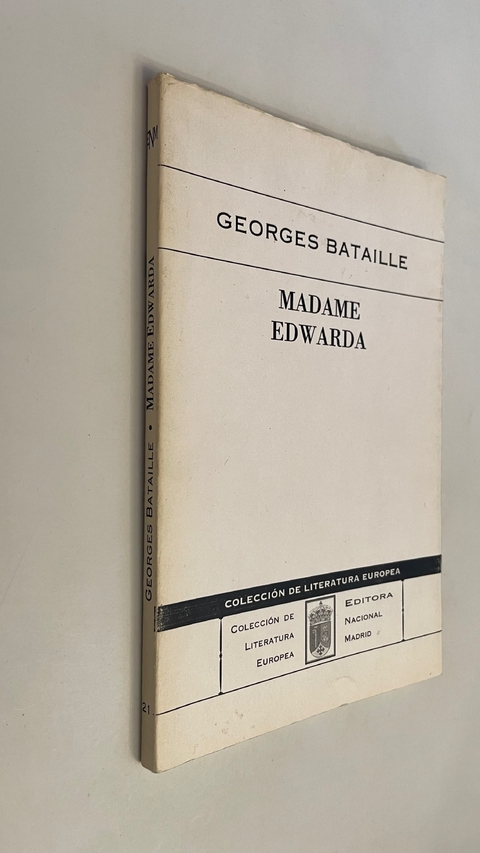 GEORGES BATAILLE
MADAME
EDWARDA
COLECCIÓN DE LITERATURA EUROPEA
COLECCIÓN DE
LITERATURA
EUROPEA
EDITORA
NACIONAL
MADRID
GEORGES BATAILLE • MADAME EDWARDA
21